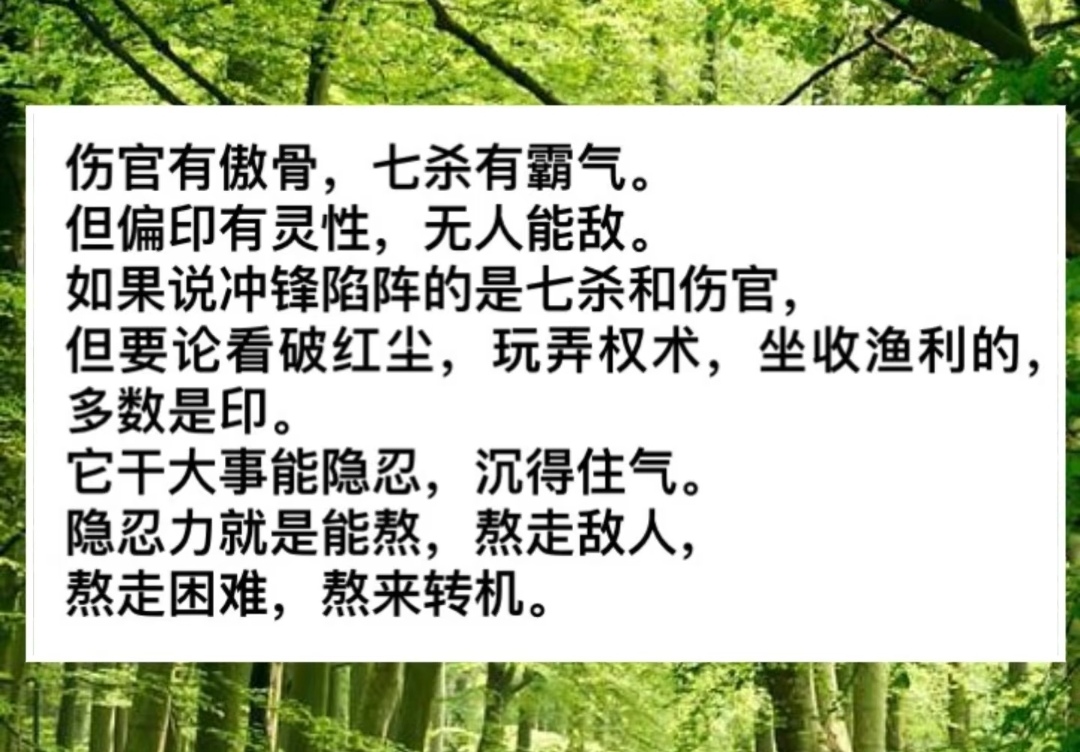 伤官有傲骨，七杀有霸气。
但偏印有灵性，无人能敌。
如果说冲锋陷阵的是七杀和伤官，
但要论看破红尘，玩弄权术，坐收渔利的，
多数是印。
它干大事能隐忍，沉得住气。
隐忍力就是能熬，熬走敌人，
熬走困难，熬来转机。